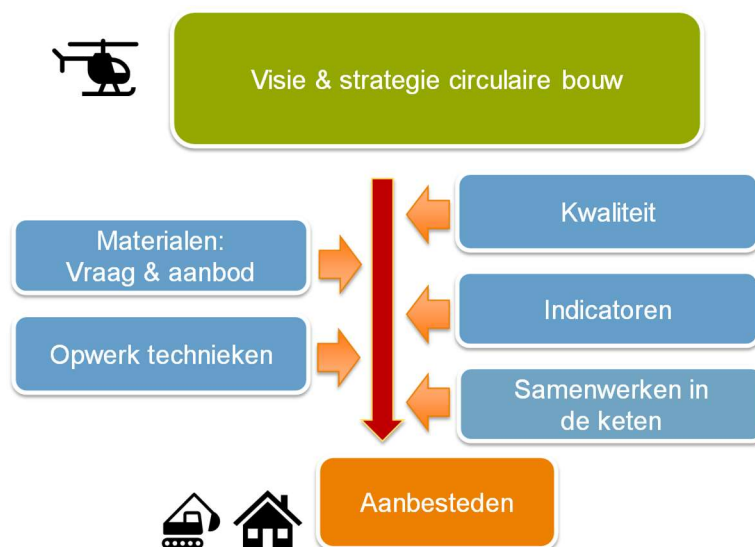 Visie & strategie circulaire bouw
Kwaliteit
Materialen:
Vraag & aanbod
Indicatoren
Opwerk technieken
Samenwerken in
de keten
Aanbesteden